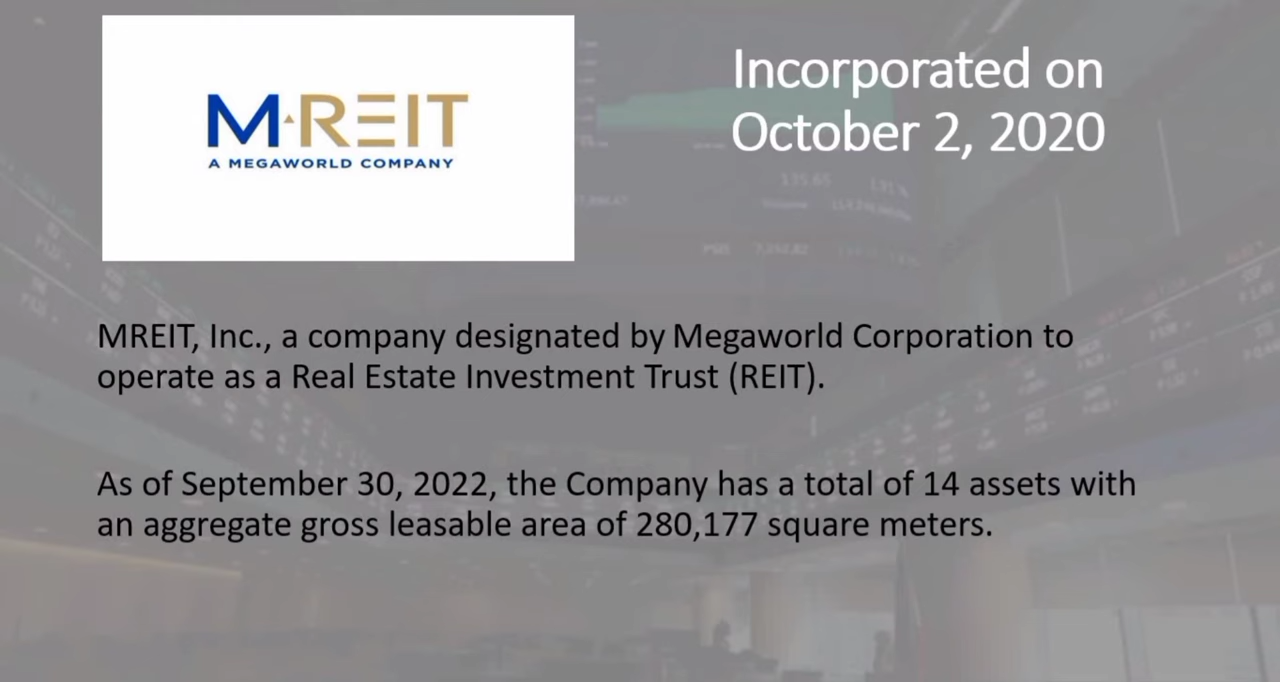 M REIT
A MEGAWORLD COMPANY
Incorporated on
October 2, 2020
MREIT, Inc., a company designated by Megaworld Corporation to
operate as a Real Estate Investment Trust (REIT).
As of September 30, 2022, the Company has a total of 14 assets with
an aggregate gross leasable area of 280,177 square meters.